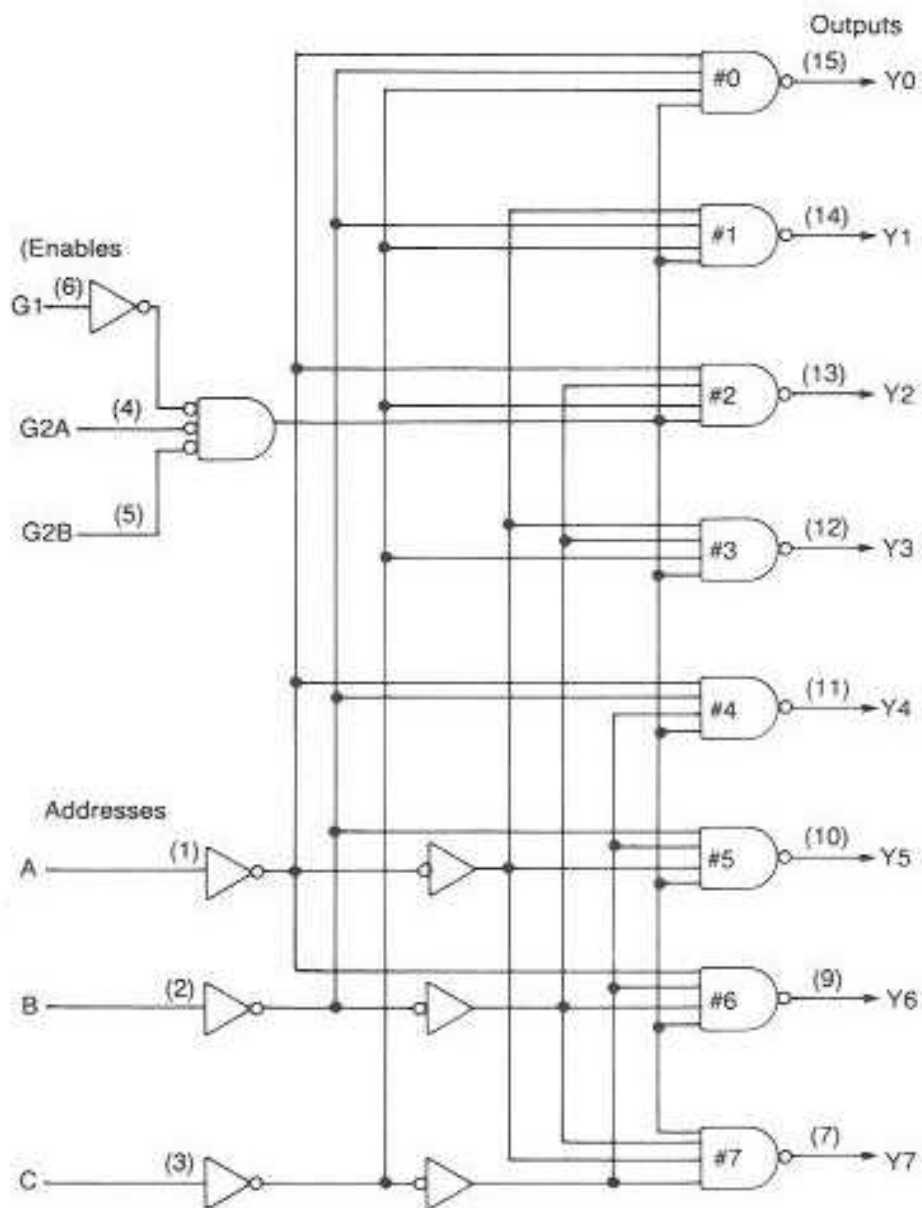 Outputs
#0
(15)
Y0
#1
(14)
Y1
(Enables
G1
(6)
#2
(13)
Y2
G2A
(4)
G2B
(5)
#3
(12)
Y3
#4
(11)
Y4
Addresses
A
(1)
#5
(10)
Y5
B
(2)
#6
(9)
Y6
C
(3)
#7
(7)
Y7